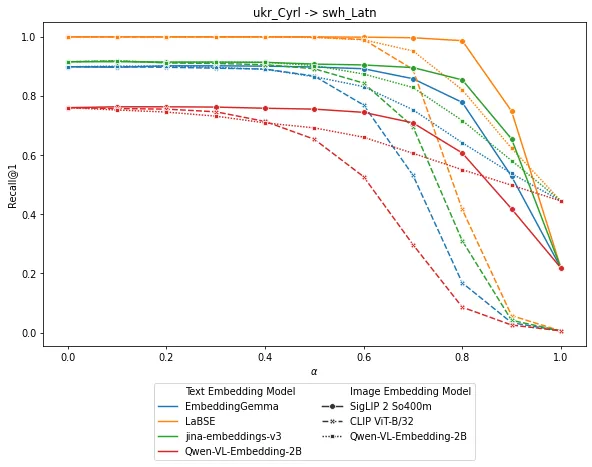 ukr_Cyrl -> swh_Latn
Recall@1
1.0
0.8
0.6
0.4
0.2
0.0
0.0 0.2 0.4 0.6 0.8 1.0
α
Text Embedding Model
EmbeddingGemma
LaBSE
jina-embeddings-v3
Qwen-VL-Embedding-2B
Image Embedding Model
SigLIP 2 So400m
CLIP ViT-B/32
Qwen-VL-Embedding-2B